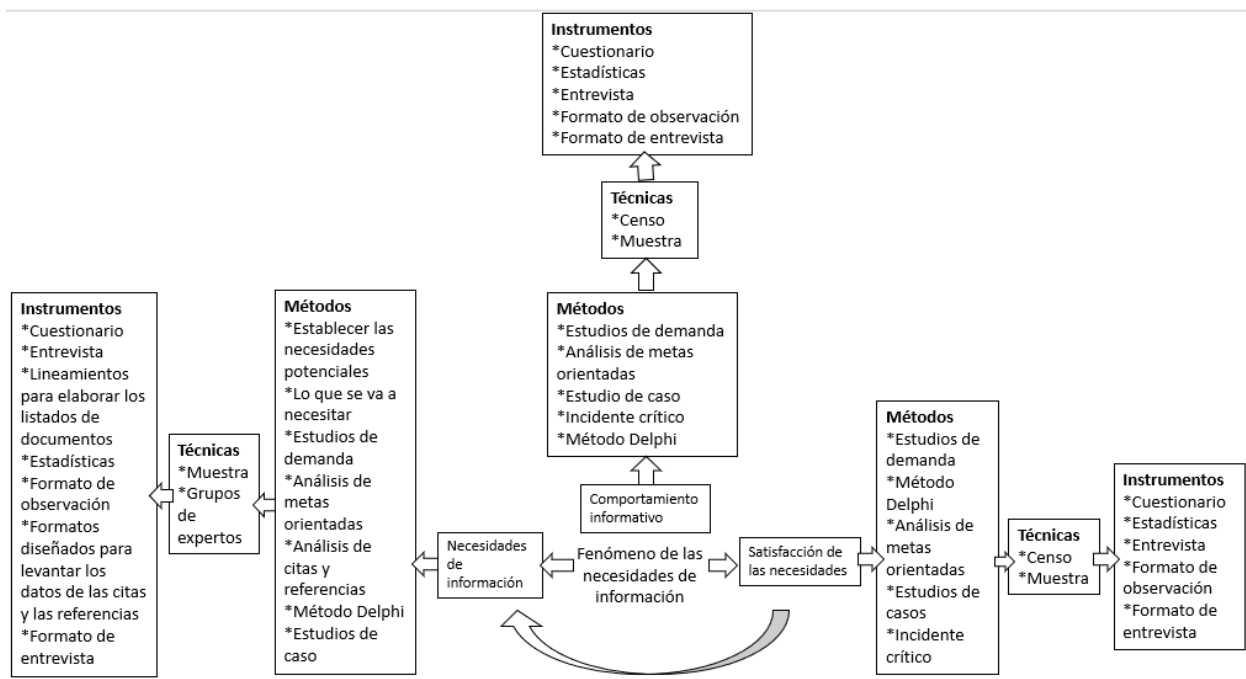 Instrumentos
*Cuestionario
*Estadísticas
*Entrevista
*Formato de observación
*Formato de entrevista
Técnicas
*Censo
*Muestra
Métodos
*Estudios de demanda
*Análisis de metas
orientadas
*Estudio de caso
*Incidente crítico
*Método Delphi
Comportamiento
informativo
Fenómeno de las
necesidades de
información
Necesidades
de
información
Métodos
*Establecer las
necesidades
potenciales
*Lo que se va a
necesitar
*Estudios de
demanda
*Análisis de
metas
orientadas
*Análisis de
citas y
referencias
*Método Delphi
*Estudios de
caso
Técnicas
*Muestra
*Grupos
de
expertos
Instrumentos
*Cuestionario
*Entrevista
*Lineamientos
para elaborar los
listados de
documentos
*Estadísticas
*Formato de
observación
*Formatos
diseñados para
levantar los
datos de las citas
y las referencias
*Formato de
entrevista
Satisfacción de
las necesidades
Métodos
*Estudios de
demanda
*Método
Delphi
*Análisis de
metas
orientadas
*Estudios de
casos
*Incidente
crítico
Técnicas
*Censo
*Muestra
Instrumentos
*Cuestionario
*Estadísticas
*Entrevista
*Formato de
observación
*Formato de
entrevista